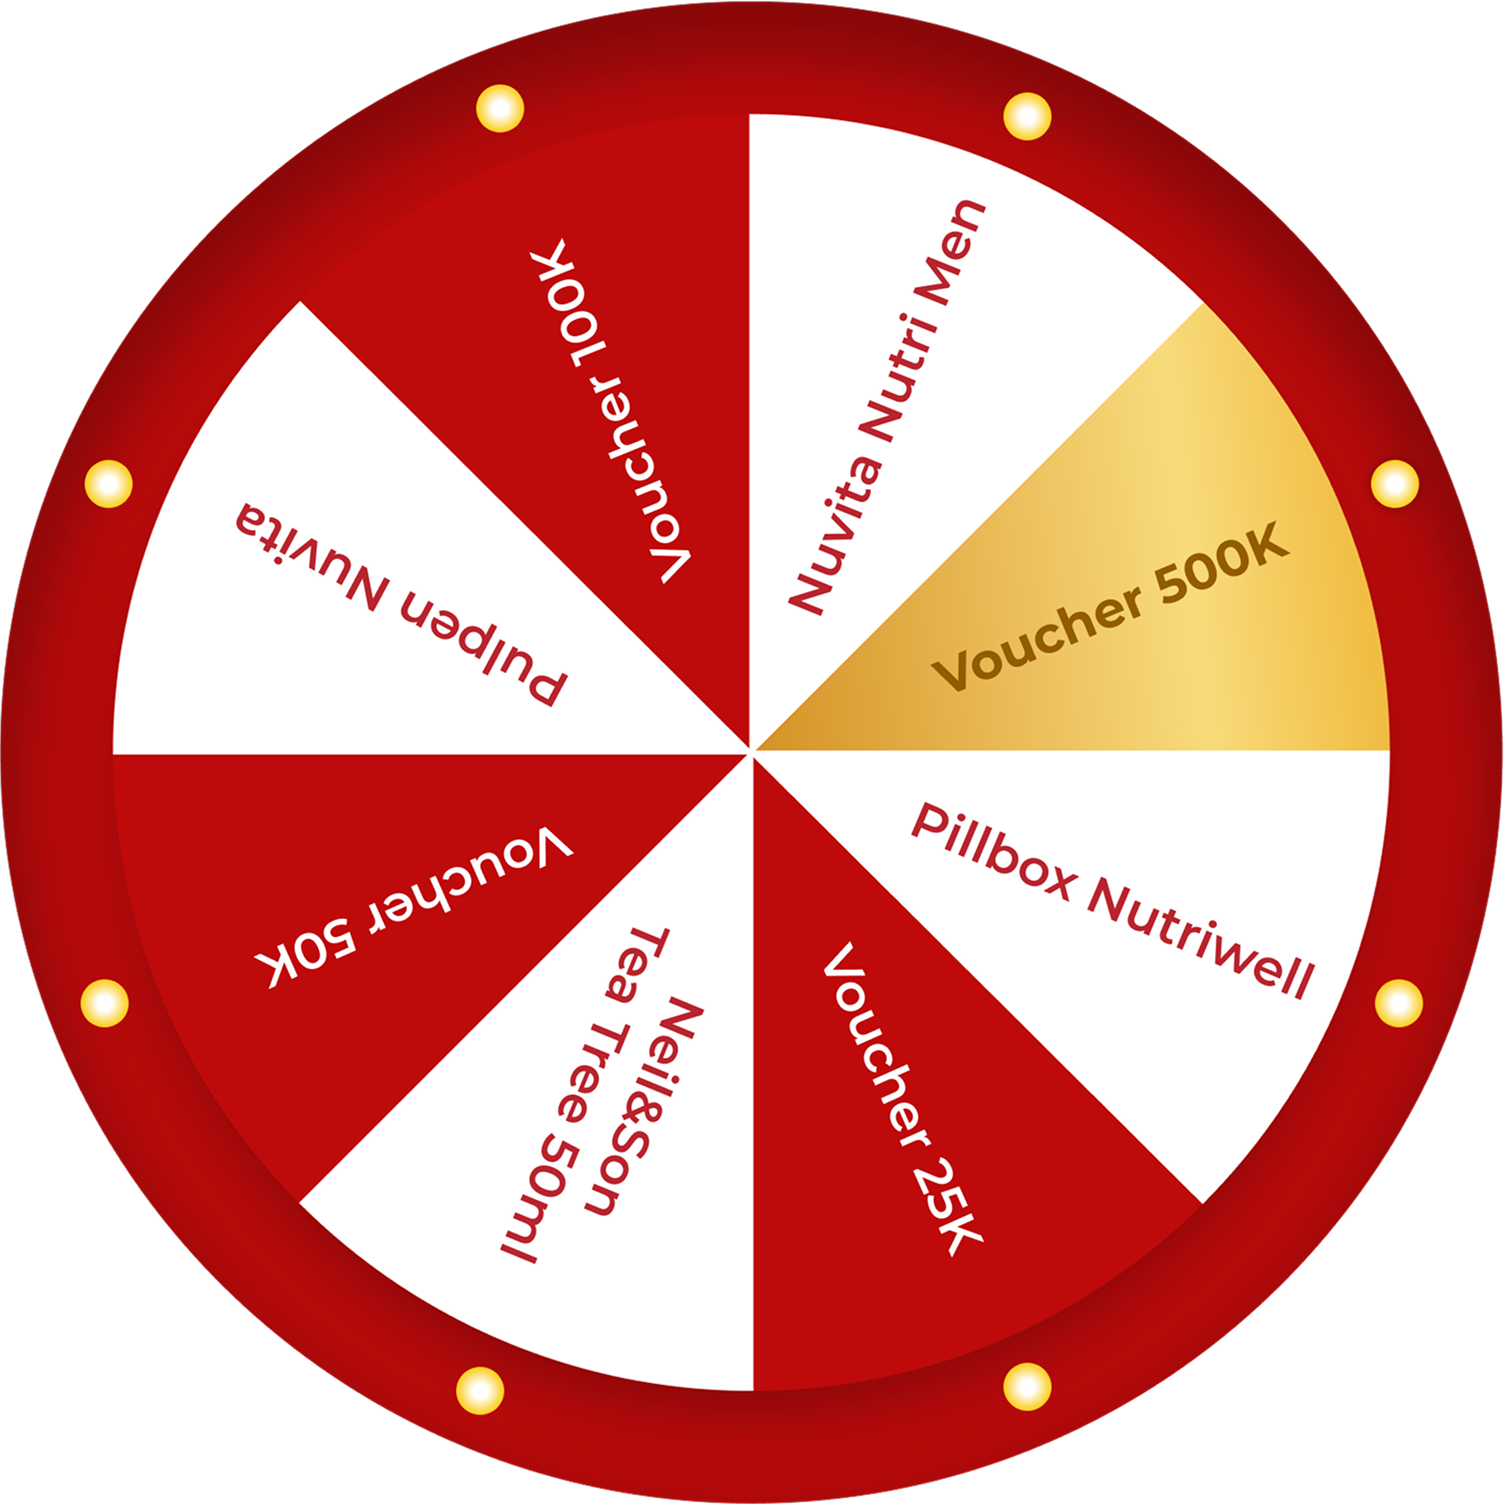 Nuvita Nutri Men
Voucher 500K
Pillbox Nutriwell
Voucher 25K
Neil&Son
Tea Tree 50ml
Voucher 50K
Pulpen Nuvita
Voucher 100K